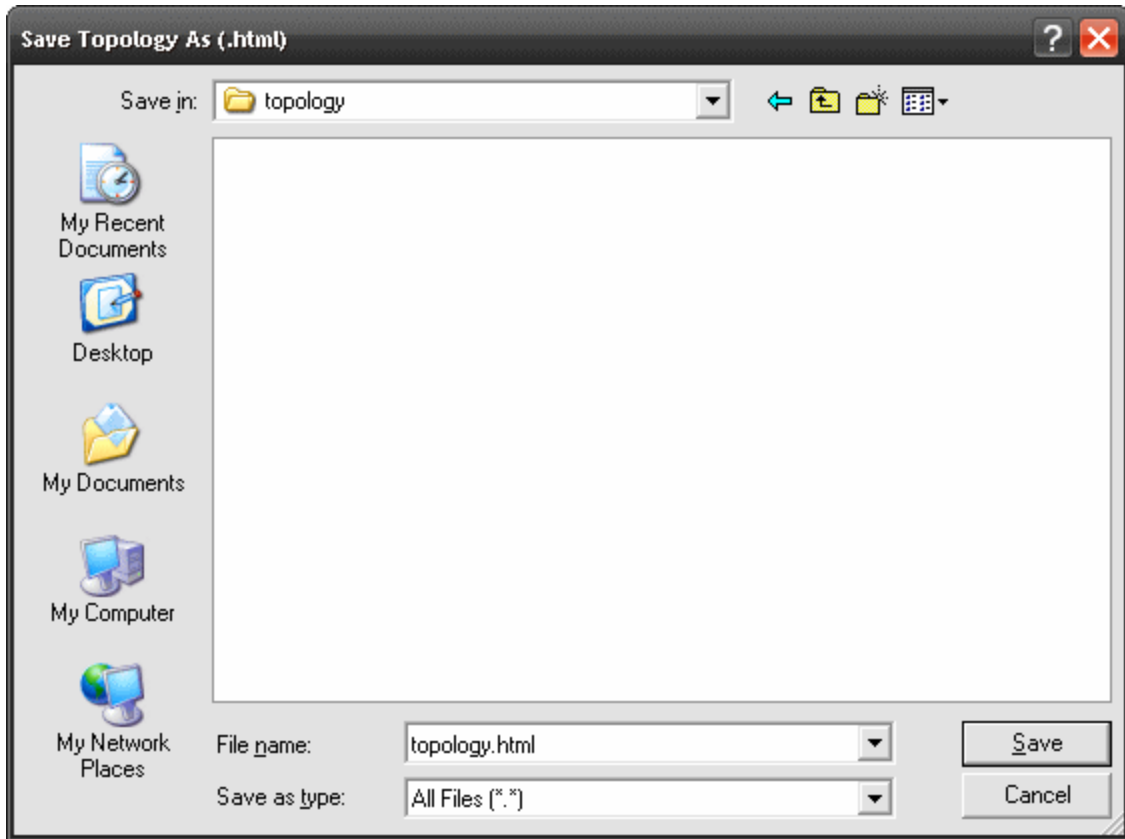 Save Topology As (.html)
?
Save in:
topology
My Recent
Documents
Desktop
My Documents
My Computer
My Network
Places
File name:
topology.html
Save
Save as type:
All Files (*.*)
Cancel